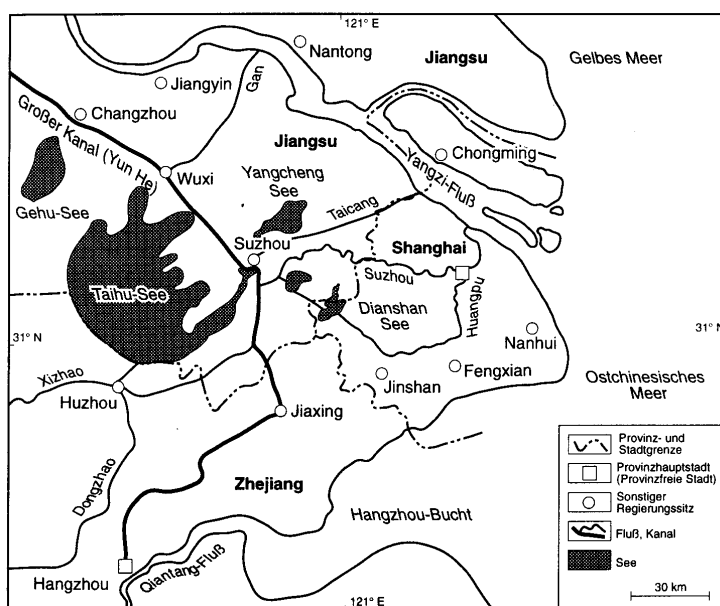 121° E
Nantong
Jiangsu
Gelbes Meer
Jiangyin
Gan
Changzhou
Großer Kanal (Yun He)
Jiangsu
Chongming
Yangzi-Fluß
Wuxi
Yangcheng
See
Gehu-See
Taicang
Suzhou
Shanghai
Suzhou
Taihu-See
Dianshan
See
Huangpu
31° N
Nanhui
31° N
Fengxian
Xizhao
Jinshan
Ostchinesisches
Meer
Huzhou
Jiaxing
Dongzhao
Zhejiang
Hangzhou-Bucht
Qiantang-Fluß
Hangzhou
121° E
Provinz- und
Stadtgrenze
Provinzhauptstadt
(Provinzfreie Stadt)
Sonstiger
Regierungssitz
Fluß, Kanal
See
30 km